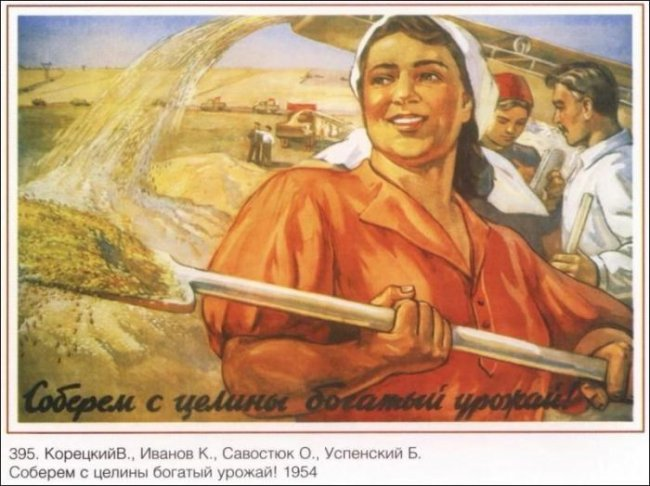 Соберем с целины богатый урожай!
395. КорецкийВ., Иванов К., Савостюк О., Успенский Б.
Соберем с целины богатый урожай! 1954